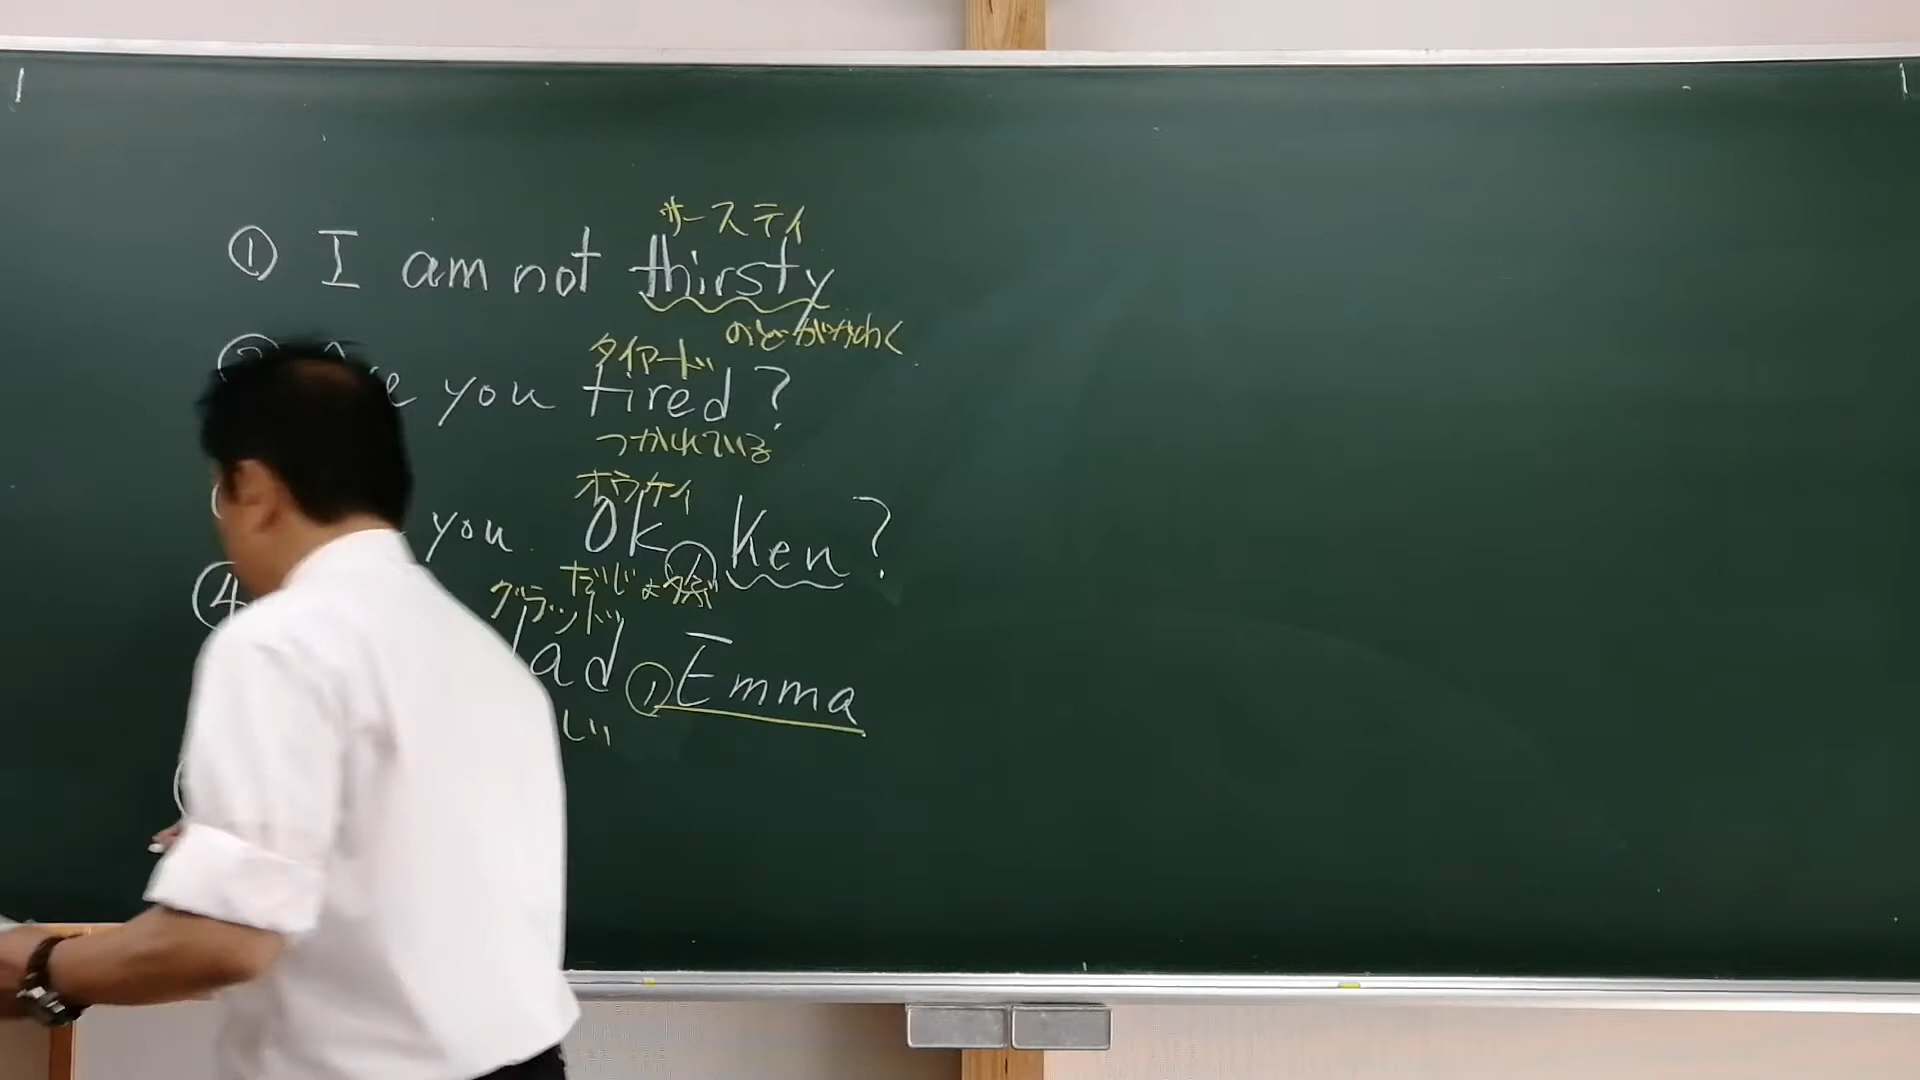 サースティ
① I am not thirsty
のどがかわく
タイアード
you tired?
つかれている
オウケイ
you OK, Ken?
だいじょうぶ
グラッド
④ lad, Emma
しい